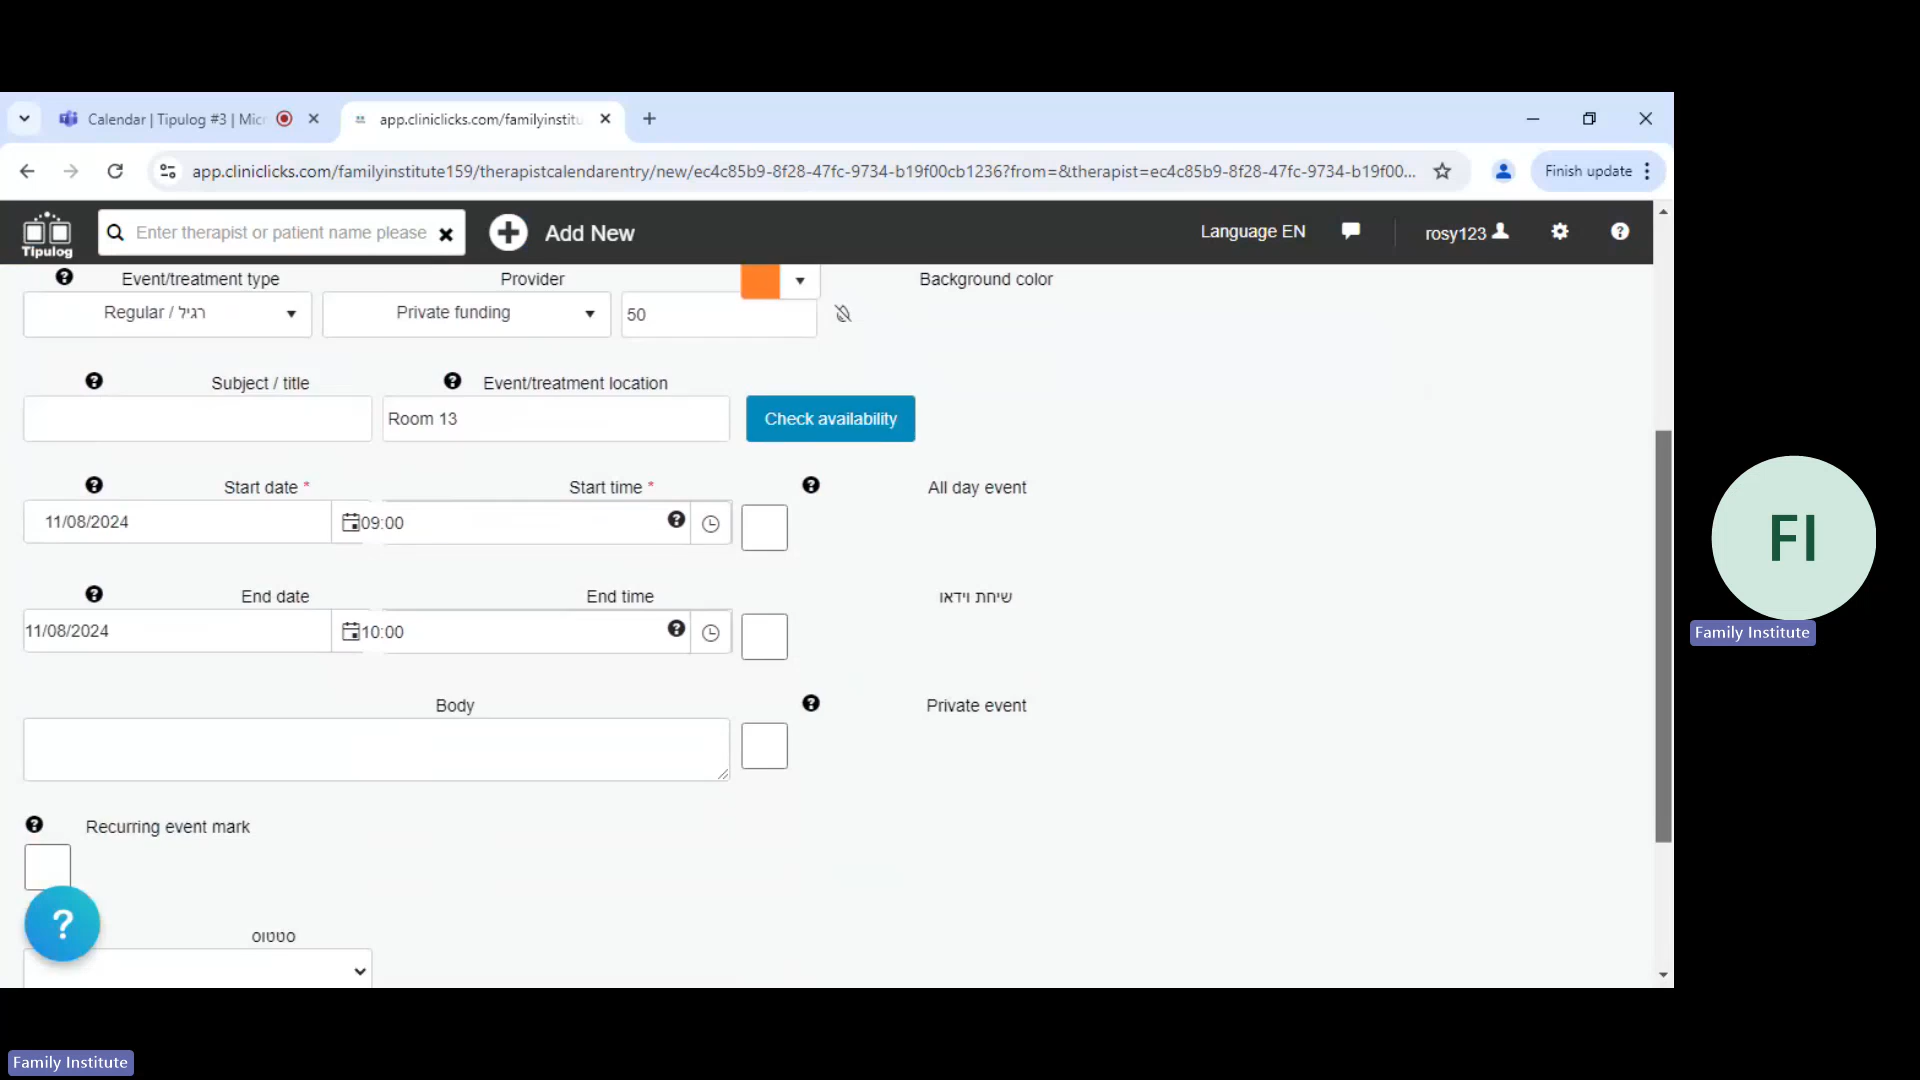 Calendar | Tipulog #3 | Mic
app.cliniclicks.com/familyinstitu
app.cliniclicks.com/familyinstitute159/therapistcalendarentry/new/ec4c85b9-8f28-47fc-9734-b19f00cb1236?from=&therapist=ec4c85b9-8f28-47fc-9734-b19f00...
Finish update
Tipulog
Enter therapist or patient name please
Add New
Language EN
rosy123
Event/treatment type
Provider
Background color
Regular / רגיל
Private funding
50
Subject / title
Event/treatment location
Room 13
Check availability
Start date *
Start time *
All day event
11/08/2024
09:00
End date
End time
שיחת וידאו
11/08/2024
10:00
Body
Private event
Recurring event mark
?
סטטוס
FI
Family Institute
Family Institute